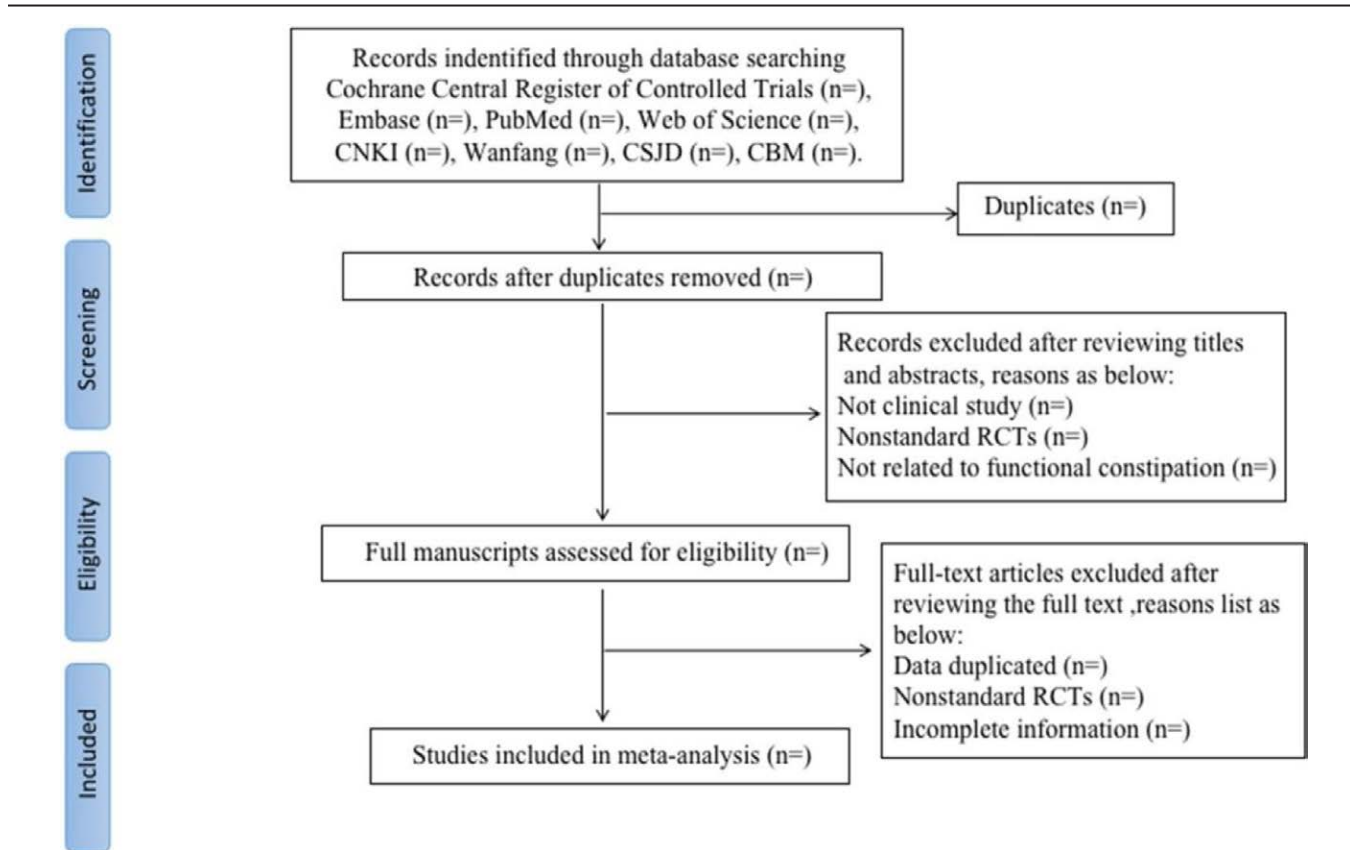 Identification
Records indentified through database searching
Cochrane Central Register of Controlled Trials (n=),
Embase (n=), PubMed (n=), Web of Science (n=),
CNKI (n=), Wanfang (n=), CSJD (n=), CBM (n=).
Duplicates (n=)
Screening
Records after duplicates removed (n=)
Records excluded after reviewing titles
and abstracts, reasons as below:
Not clinical study (n=)
Nonstandard RCTs (n=)
Not related to functional constipation (n=)
Eligibility
Full manuscripts assessed for eligibility (n=)
Full-text articles excluded after
reviewing the full text ,reasons list as
below:
Data duplicated (n=)
Nonstandard RCTs (n=)
Incomplete information (n=)
Included
Studies included in meta-analysis (n=)